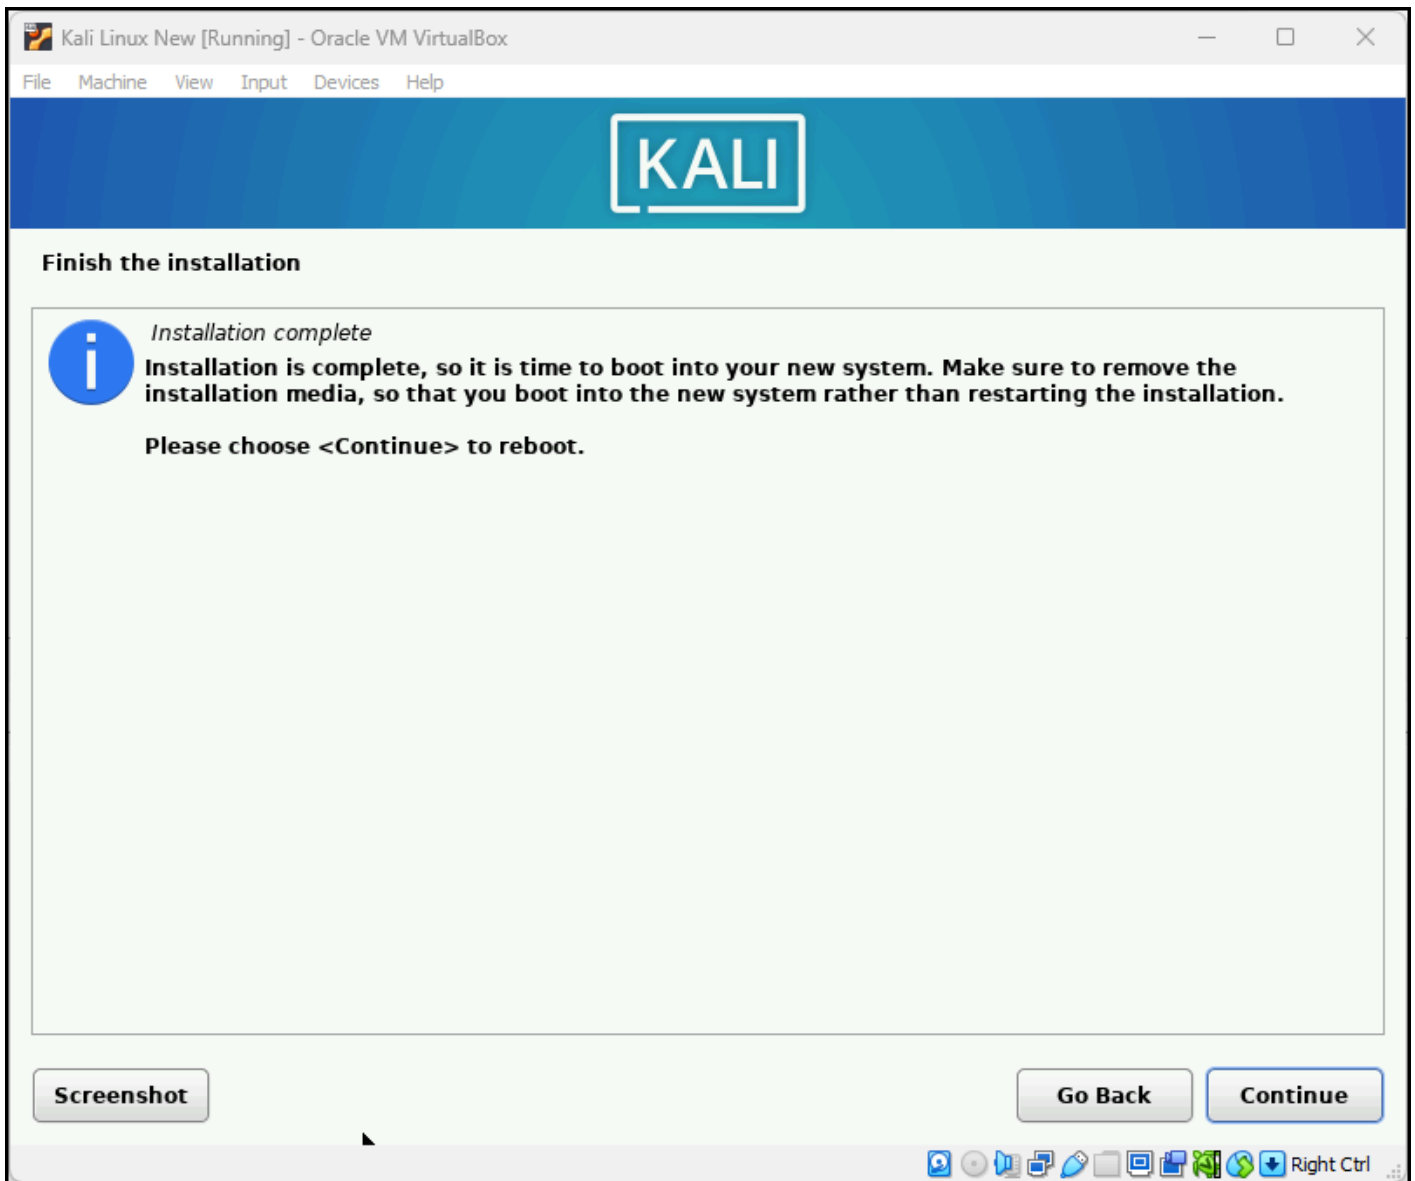 Kali Linux New [Running] - Oracle VM VirtualBox
File Machine View Input Devices Help
KALI
Finish the installation
Installation complete
Installation is complete, so it is time to boot into your new system. Make sure to remove the
installation media, so that you boot into the new system rather than restarting the installation.
Please choose <Continue> to reboot.
Screenshot Go Back Continue
Right Ctrl